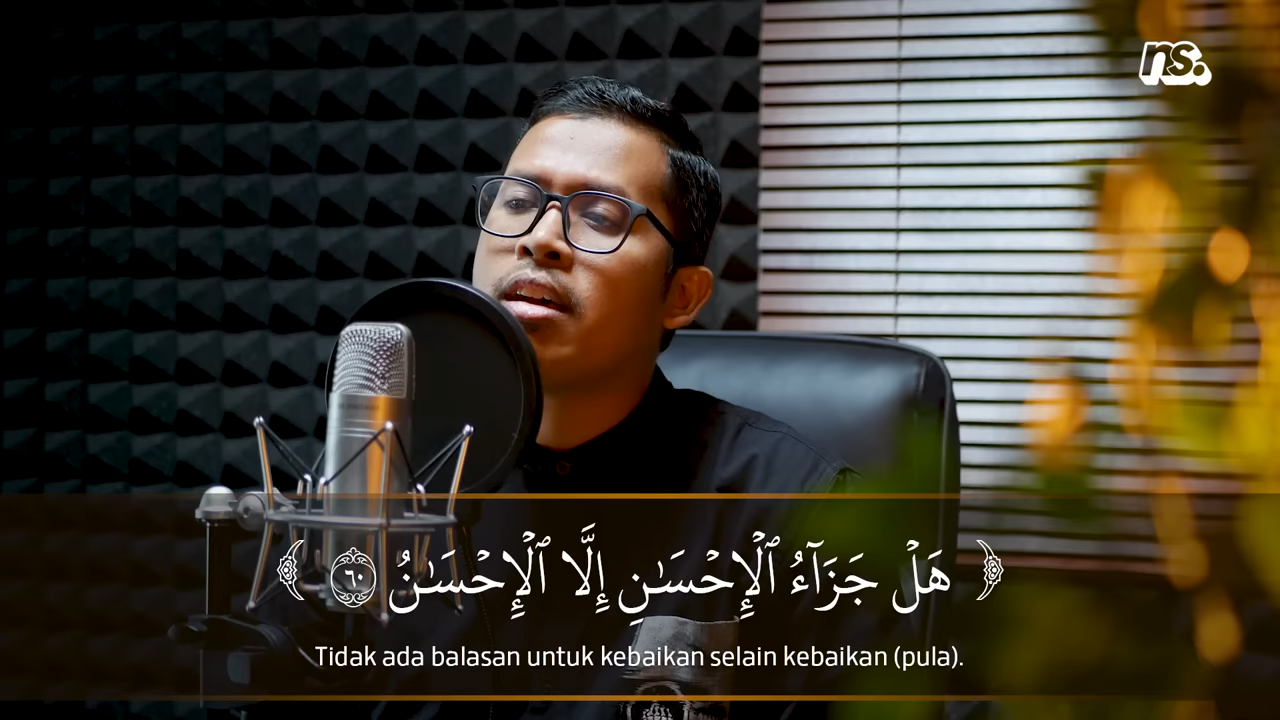 ns.
﴿ هَلْ جَزَآءُ ٱلْإِحْسَـٰنِ إِلَّا ٱلْإِحْسَـٰنُ ٦٠ ﴾
Tidak ada balasan untuk kebaikan selain kebaikan (pula).